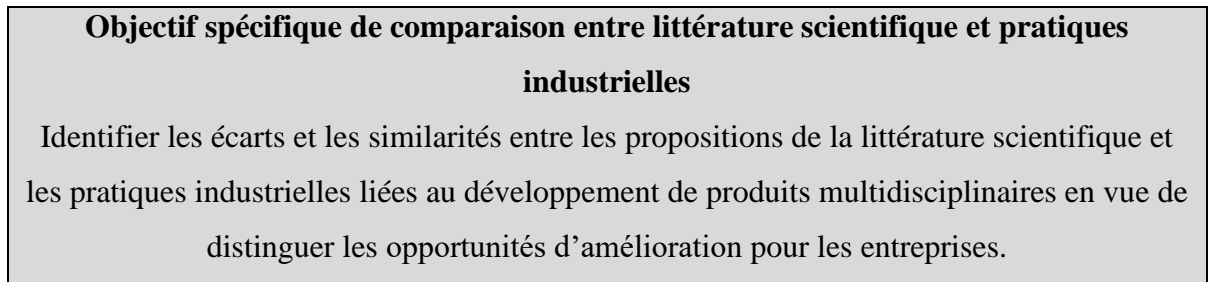 Objectif spécifique de comparaison entre littérature scientifique et pratiques
industrielles
Identifier les écarts et les similarités entre les propositions de la littérature scientifique et
les pratiques industrielles liées au développement de produits multidisciplinaires en vue de
distinguer les opportunités d’amélioration pour les entreprises.